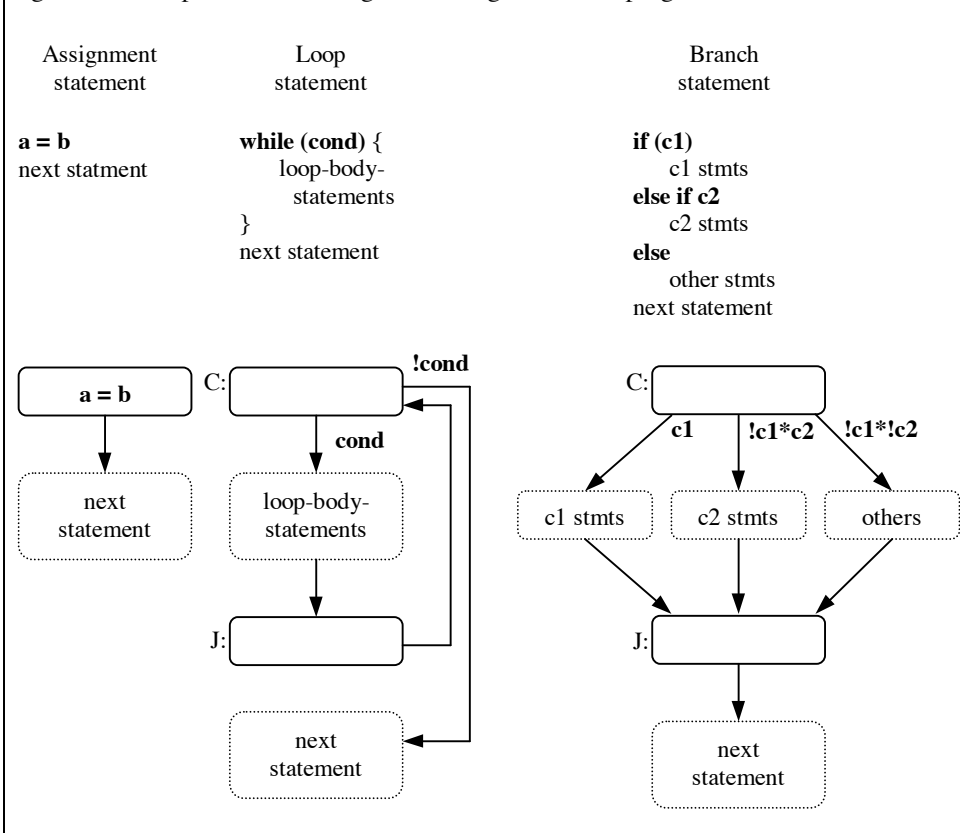 Assignment
statement
a = b
next statment
Loop
statement
while (cond) {
loop-body-
statements
}
next statement
Branch
statement
if (c1)
c1 stmts
else if c2
c2 stmts
else
other stmts
next statement
a = b
next
statement
C:
!cond
cond
loop-body-
statements
J:
next
statement
C:
c1
!c1*c2
!c1*!c2
c1 stmts
c2 stmts
others
J:
next
statement